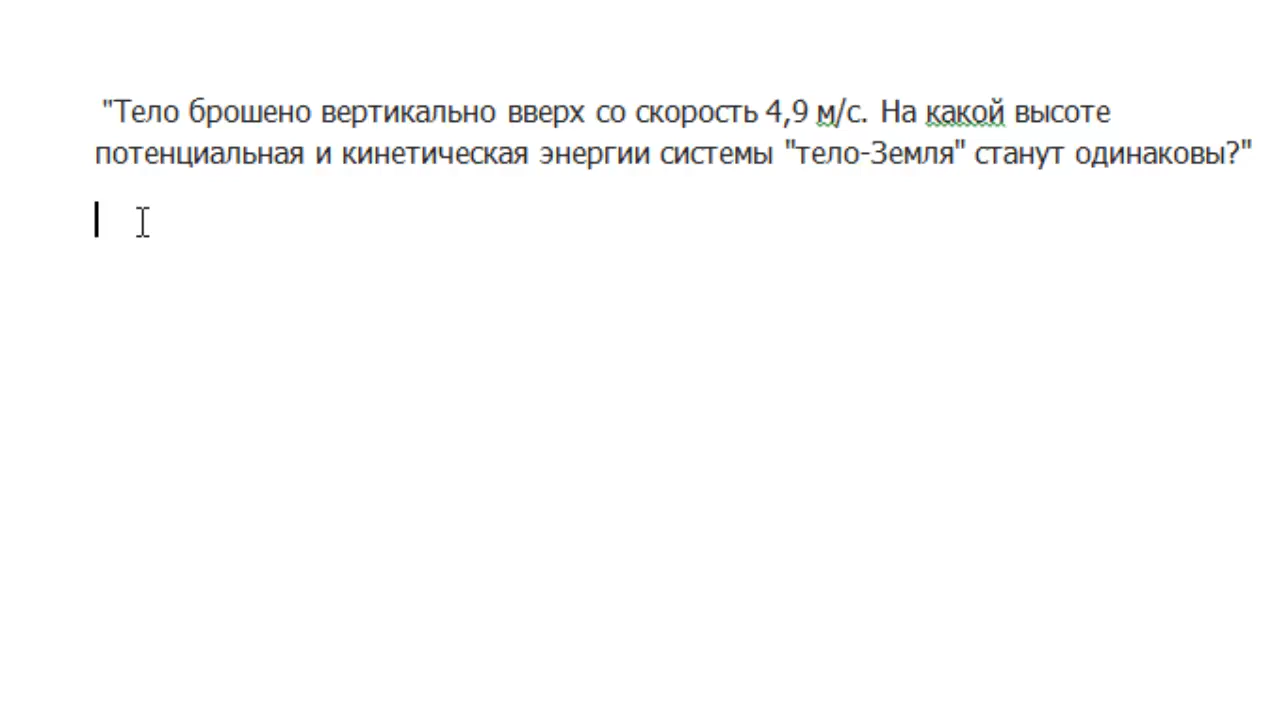 "Тело брошено вертикально вверх со скорость 4,9 м/с. На какой высоте
потенциальная и кинетическая энергии системы "тело-Земля" станут одинаковы?"